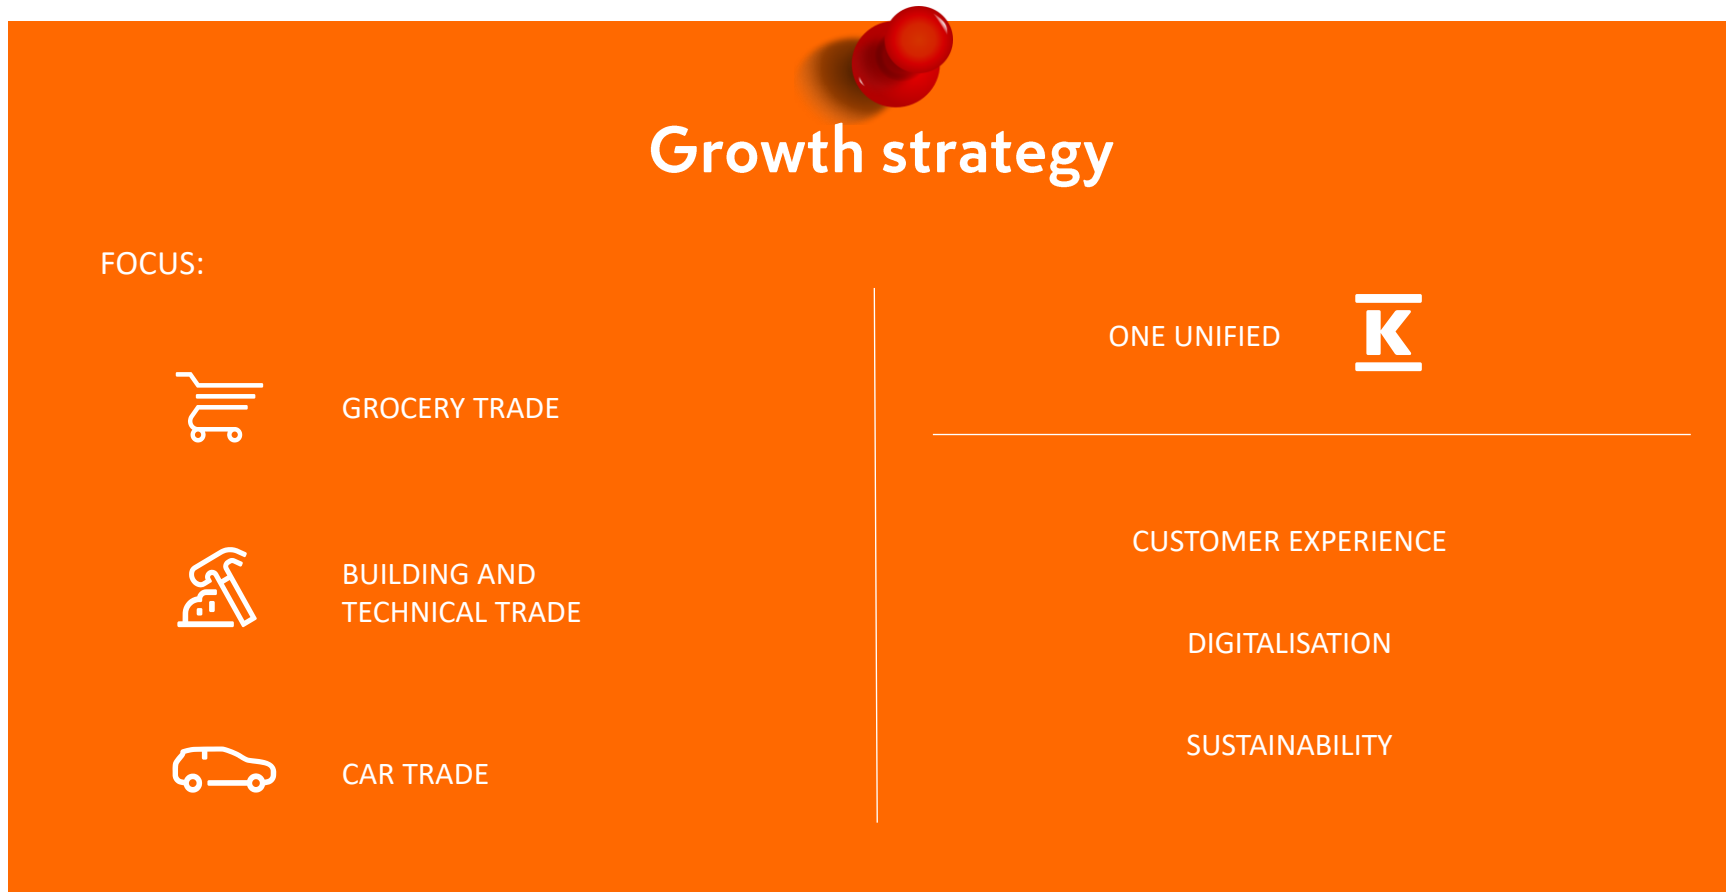 Growth strategy
FOCUS:
GROCERY TRADE
BUILDING AND
TECHNICAL TRADE
CAR TRADE
ONE UNIFIED K
CUSTOMER EXPERIENCE
DIGITALISATION
SUSTAINABILITY